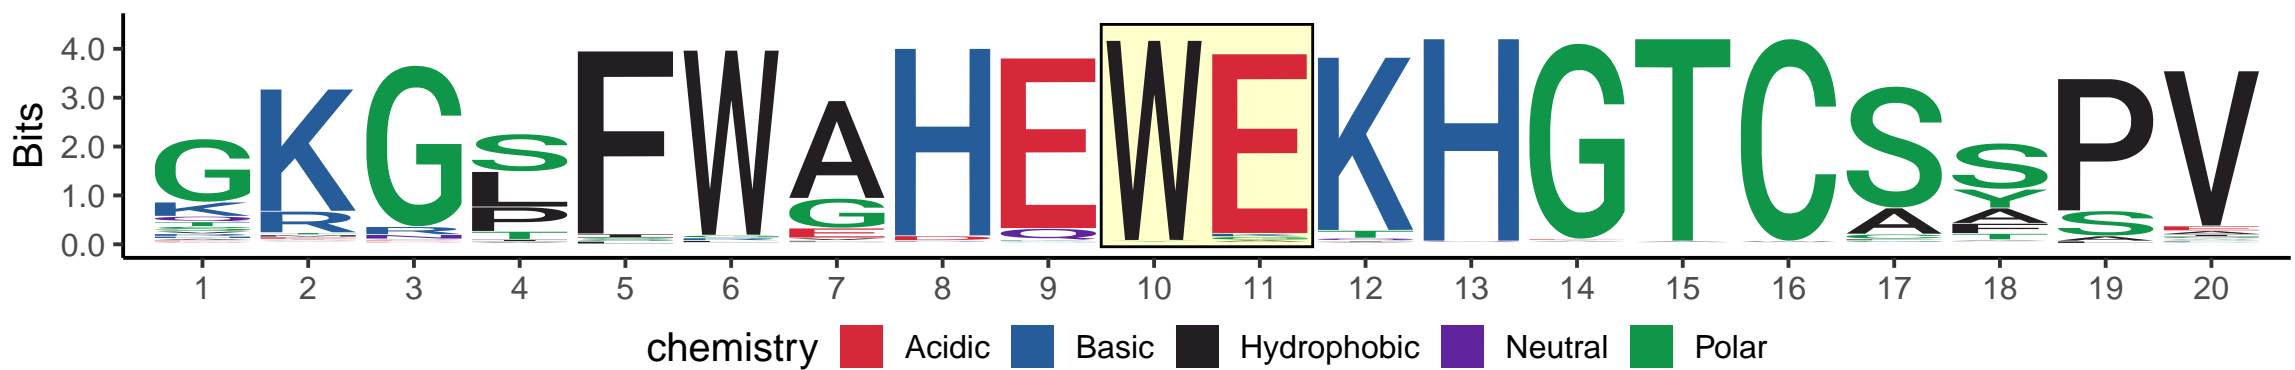 4.0
3.0
2.0
1.0
0.0
Bits
G K G S F W A H E W E K H G T C S S P V
1 2 3 4 5 6 7 8 9 10 11 12 13 14 15 16 17 18 19 20
chemistry Acidic Basic Hydrophobic Neutral Polar